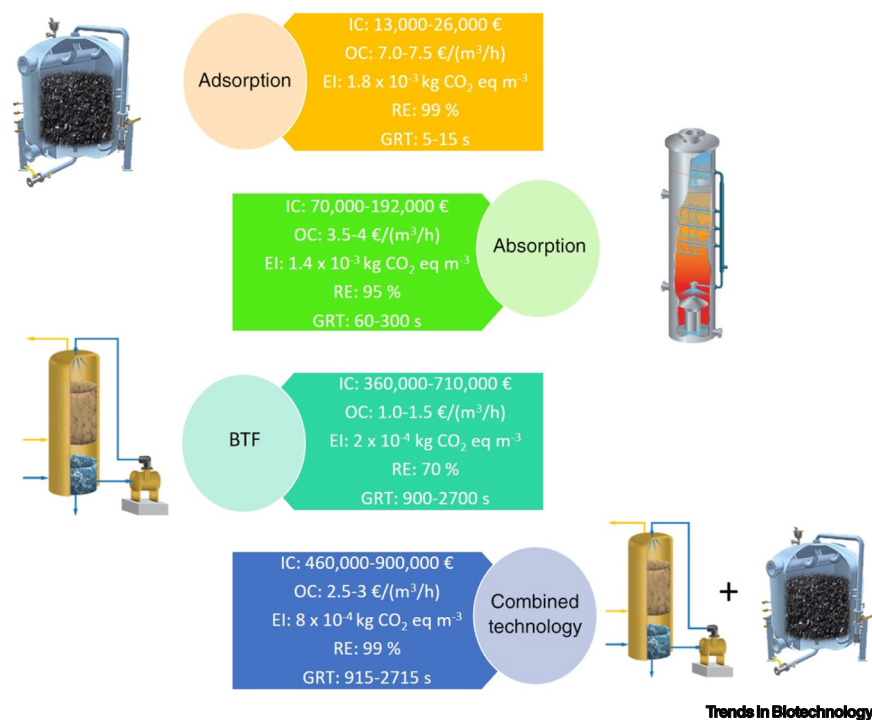 Adsorption
IC: 13,000-26,000 €
OC: 7.0-7.5 €/(m³/h)
EI: 1.8 x 10⁻³ kg CO₂ eq m⁻³
RE: 99 %
GRT: 5-15 s
IC: 70,000-192,000 €
OC: 3.5-4 €/(m³/h)
EI: 1.4 x 10⁻³ kg CO₂ eq m⁻³
RE: 95 %
GRT: 60-300 s
Absorption
BTF
IC: 360,000-710,000 €
OC: 1.0-1.5 €/(m³/h)
EI: 2 x 10⁻⁴ kg CO₂ eq m⁻³
RE: 70 %
GRT: 900-2700 s
IC: 460,000-900,000 €
OC: 2.5-3 €/(m³/h)
EI: 8 x 10⁻⁴ kg CO₂ eq m⁻³
RE: 99 %
GRT: 915-2715 s
Combined
technology
+
Trends in Biotechnology